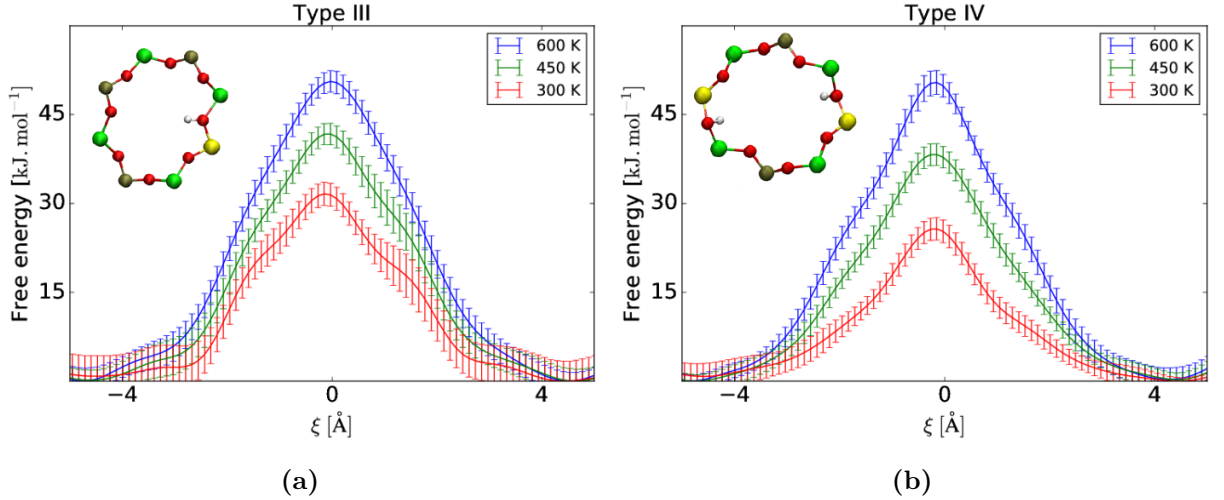 Type III
Free energy [kJ. mol⁻¹]
45
30
15
−4
0
4
ξ [Å]
600 K
450 K
300 K
(a)
Type IV
Free energy [kJ. mol⁻¹]
45
30
15
−4
0
4
ξ [Å]
600 K
450 K
300 K
(b)